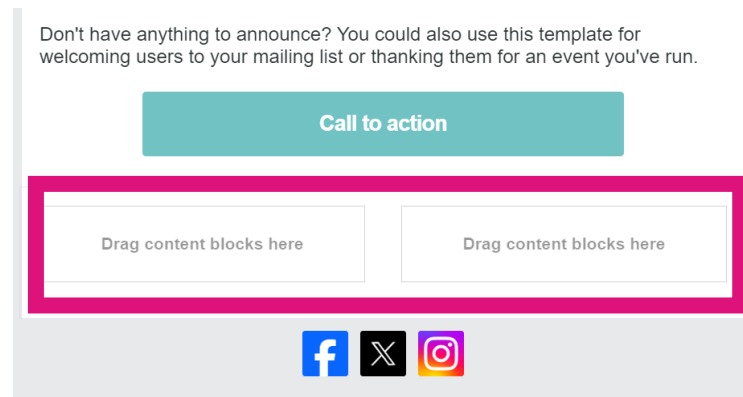 Don't have anything to announce? You could also use this template for
welcoming users to your mailing list or thanking them for an event you've run.
Call to action
Drag content blocks here
Drag content blocks here